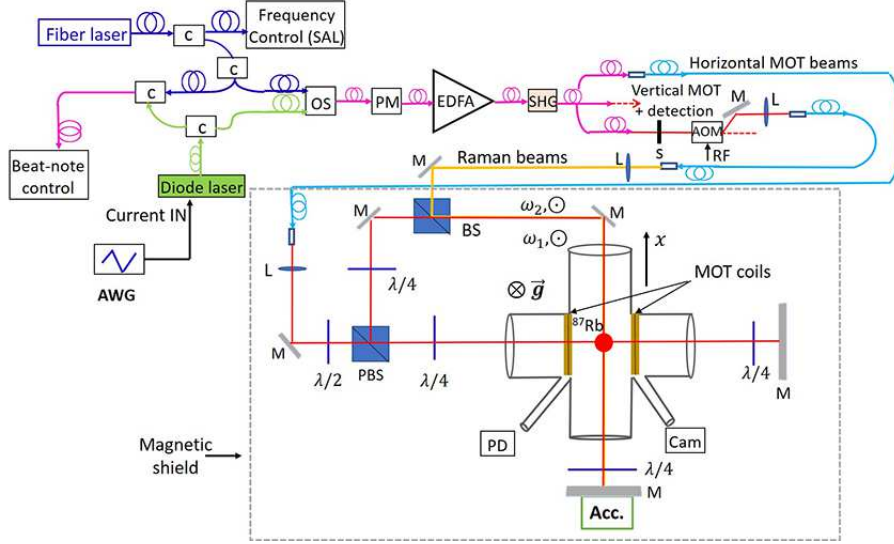 Fiber laser
C
Frequency
Control (SAL)
C
C
OS
PM
EDFA
SHG
Horizontal MOT beams
Vertical MOT
+ detection
M
L
S
AOM
RF
C
Beat-note
control
Diode laser
Current IN
AWG
M
Raman beams
L
M
BS
ω₂,⊙
M
ω₁,⊙
x
L
λ/4
⊗ g⃗
MOT coils
⁸⁷Rb
M
λ/2
PBS
λ/4
λ/4
M
PD
Cam
Magnetic
shield
λ/4
M
Acc.